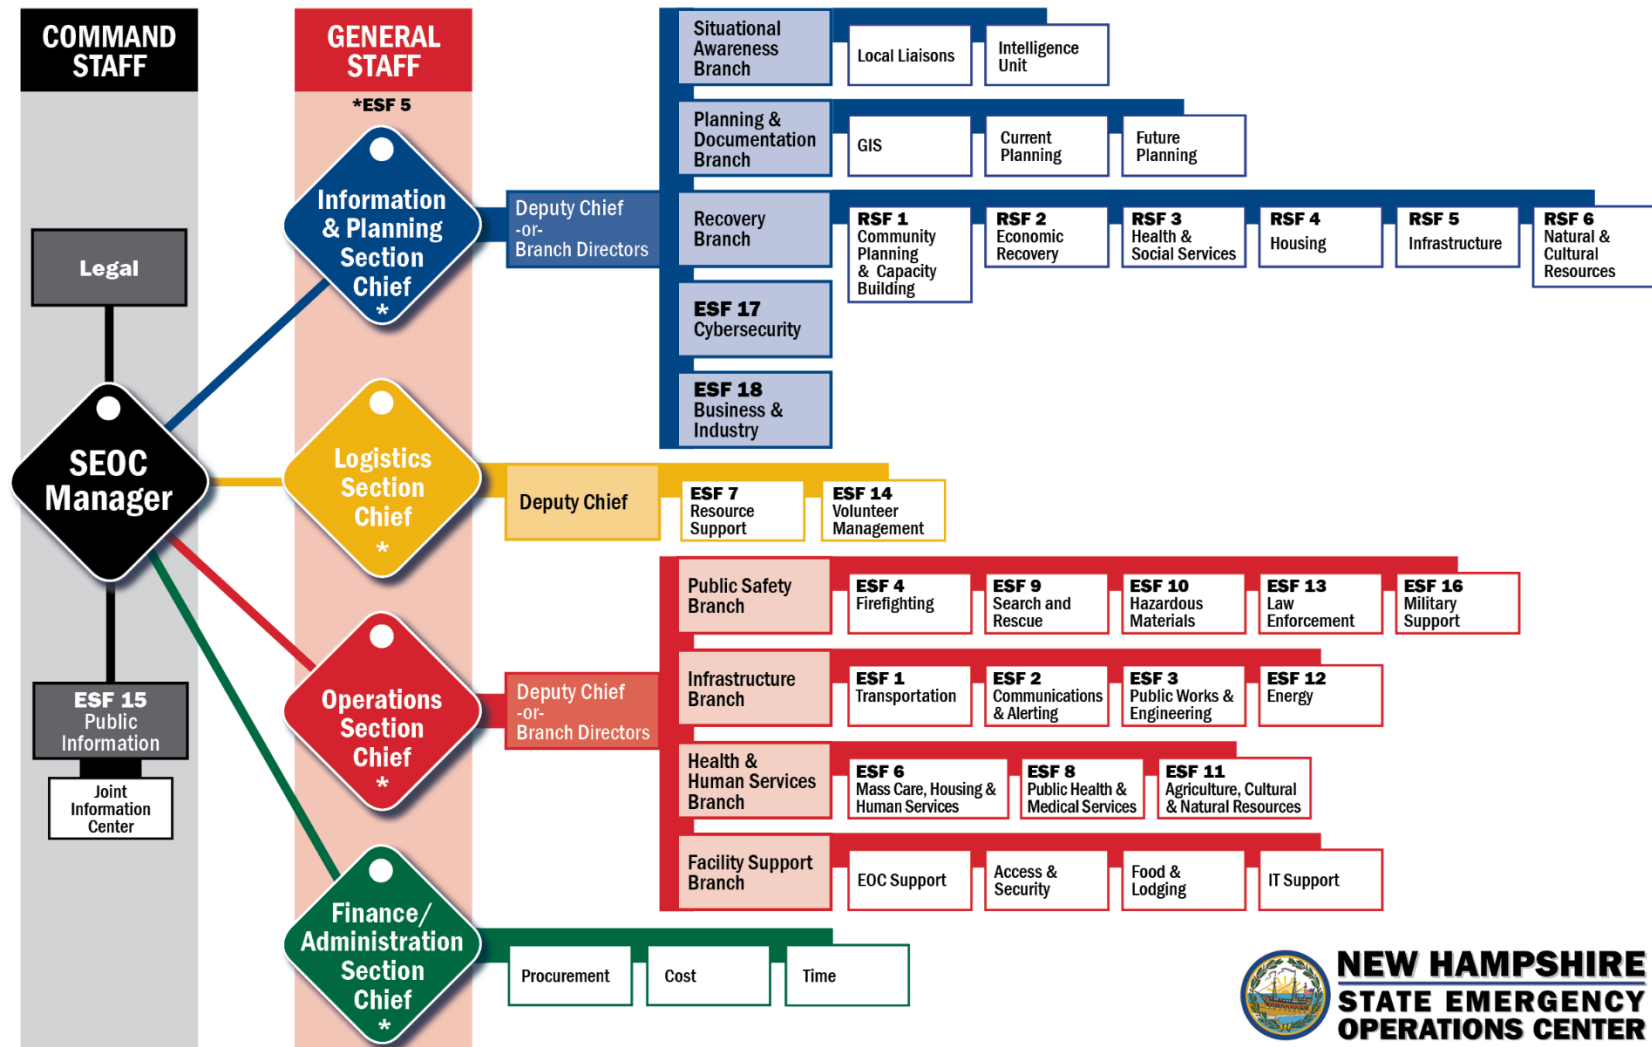 COMMAND
STAFF
Legal
SEOC
Manager
ESF 15
Public
Information
Joint
Information
Center
GENERAL
STAFF
*ESF 5
Information
& Planning
Section
Chief
*
Deputy Chief
-or-
Branch Directors
Situational
Awareness
Branch
Local Liaisons
Intelligence
Unit
Planning &
Documentation
Branch
GIS
Current
Planning
Future
Planning
Recovery
Branch
RSF 1
Community
Planning
& Capacity
Building
RSF 2
Economic
Recovery
RSF 3
Health &
Social Services
RSF 4
Housing
RSF 5
Infrastructure
RSF 6
Natural &
Cultural
Resources
ESF 17
Cybersecurity
ESF 18
Business &
Industry
Logistics
Section
Chief
*
Deputy Chief
ESF 7
Resource
Support
ESF 14
Volunteer
Management
Operations
Section
Chief
*
Deputy Chief
-or-
Branch Directors
Public Safety
Branch
ESF 4
Firefighting
ESF 9
Search and
Rescue
ESF 10
Hazardous
Materials
ESF 13
Law
Enforcement
ESF 16
Military
Support
Infrastructure
Branch
ESF 1
Transportation
ESF 2
Communications
& Alerting
ESF 3
Public Works &
Engineering
ESF 12
Energy
Health &
Human Services
Branch
ESF 6
Mass Care, Housing &
Human Services
ESF 8
Public Health &
Medical Services
ESF 11
Agriculture, Cultural
& Natural Resources
Facility Support
Branch
EOC Support
Access &
Security
Food &
Lodging
IT Support
Finance/
Administration
Section
Chief
*
Procurement
Cost
Time
NEW HAMPSHIRE
STATE EMERGENCY
OPERATIONS CENTER